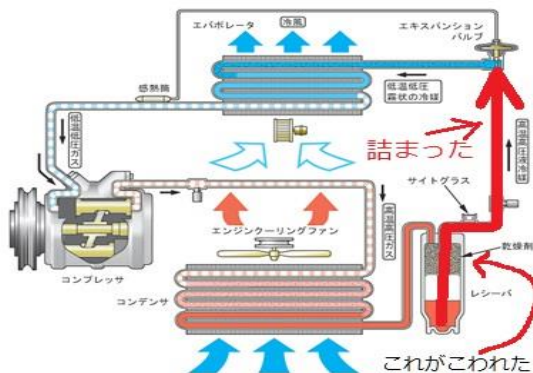 エバポレータ
冷風
エキスパンション
バルブ
感熱筒
低温低圧
霧状の冷媒
低温低圧ガス
詰まった
高温高圧液冷媒
サイトグラス
エンジンクーリングファン
高温高圧ガス
乾燥剤
コンプレッサ
コンデンサ
レシーバ
これがこわれた